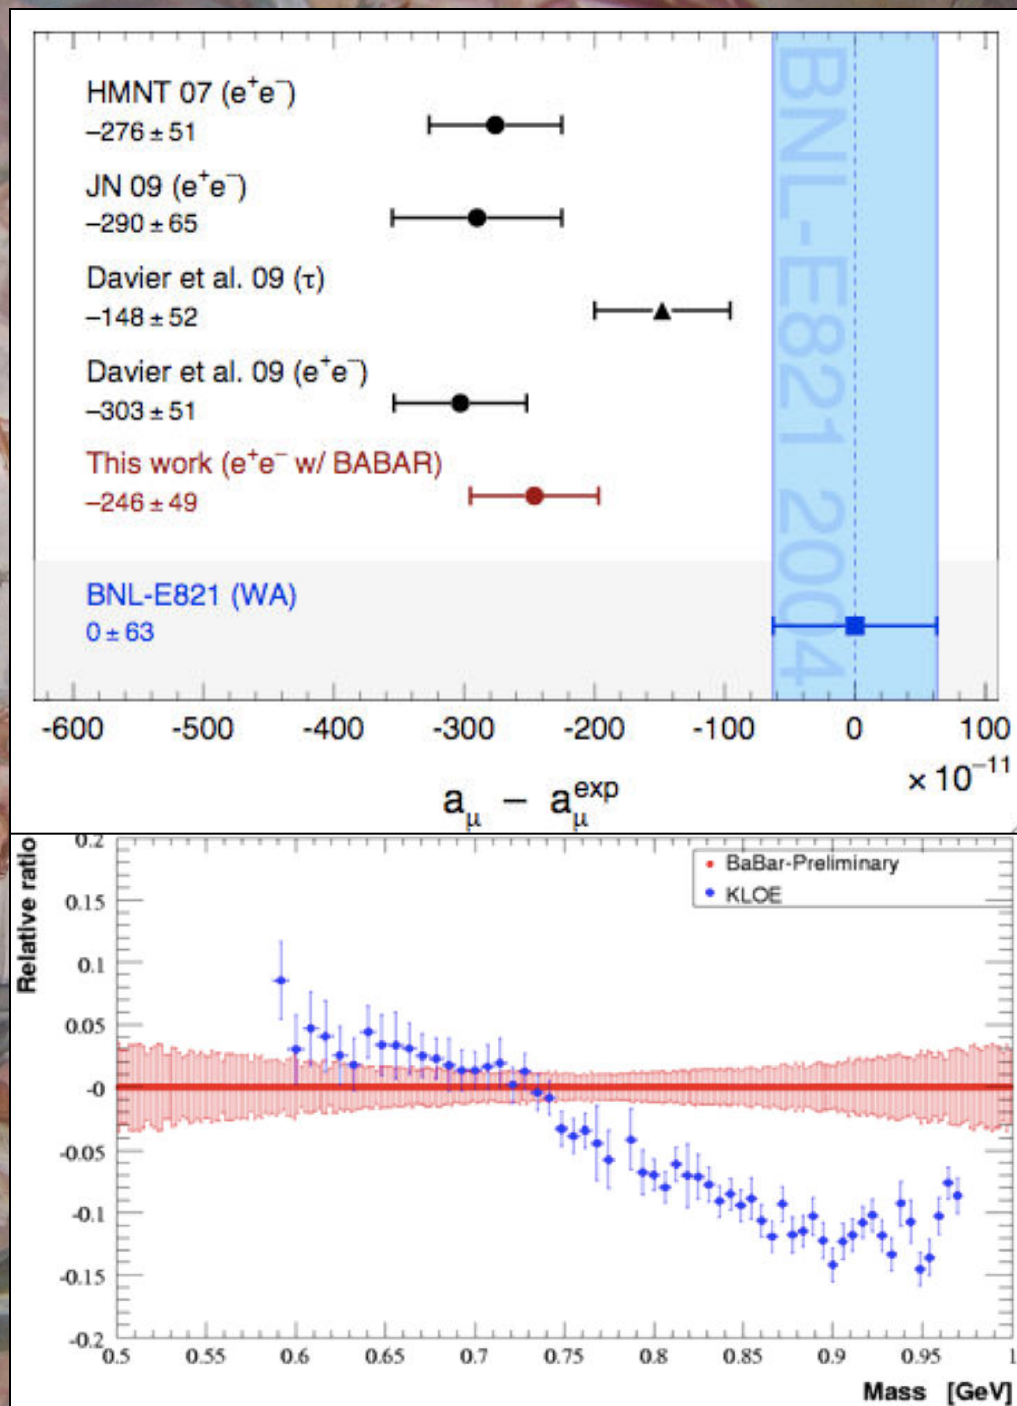 HMNT 07 (e⁺e⁻)
−276 ± 51
JN 09 (e⁺e⁻)
−290 ± 65
Davier et al. 09 (τ)
−148 ± 52
Davier et al. 09 (e⁺e⁻)
−303 ± 51
This work (e⁺e⁻ w/ BABAR)
−246 ± 49
BNL-E821 (WA)
0 ± 63
BNL-E821 2004
-600 -500 -400 -300 -200 -100 0 100
× 10⁻¹¹
aμ − aμ^exp
Relative ratio
0.2
0.15
0.1
0.05
-0
-0.05
-0.1
-0.15
-0.2
BaBar-Preliminary
KLOE
0.5 0.55 0.6 0.65 0.7 0.75 0.8 0.85 0.9 0.95 1
Mass [GeV]